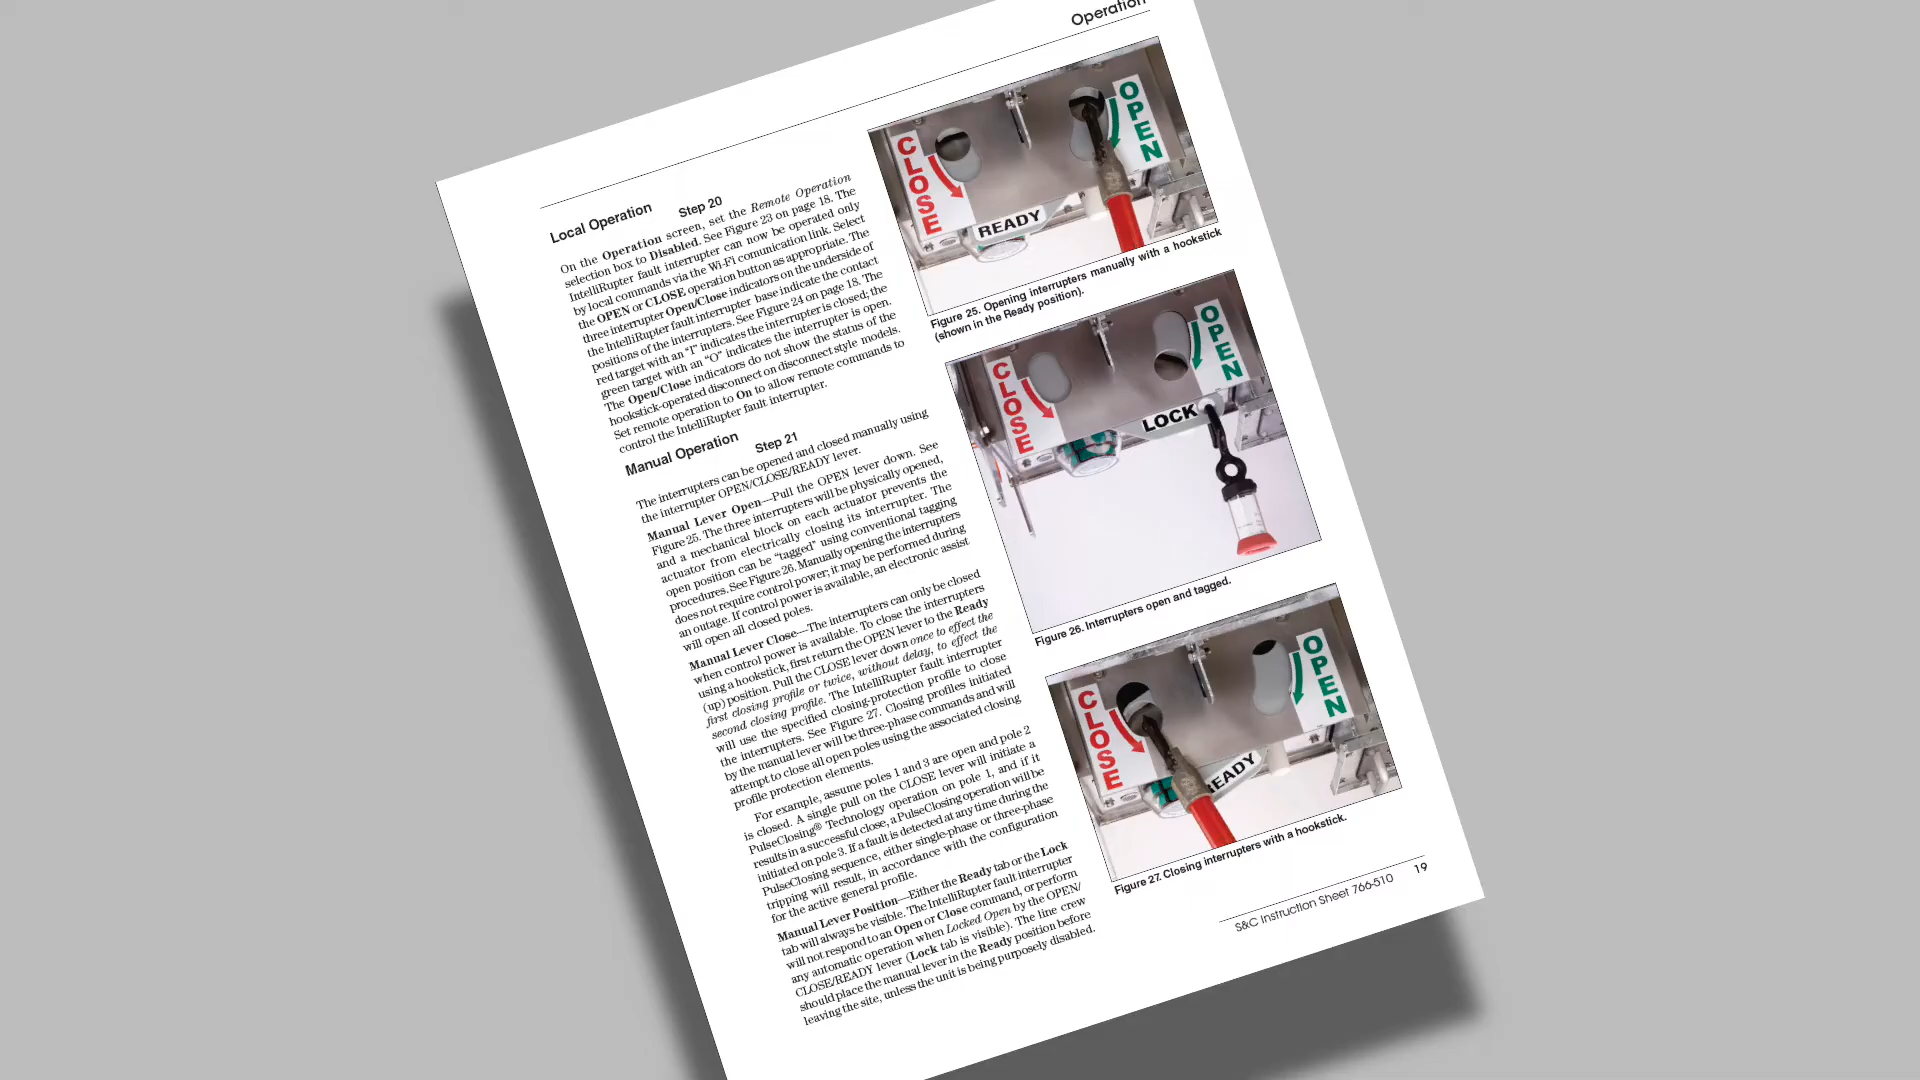 Operation
Local Operation
Step 20
On the Operation screen, set the Remote Operation
selection box to Disabled. See Figure 23 on page 18. The
IntelliRupter fault interrupter can now be operated only
by local commands via the Wi-Fi comunication link. Select
the OPEN or CLOSE operation button as appropriate. The
three interrupter Open/Close indicators on the underside of
the IntelliRupter fault interrupter base indicate the contact
positions of the interrupters. See Figure 24 on page 18. The
red target with an “I” indicates the interrupter is closed; the
green target with an “O” indicates the interrupter is open.
The Open/Close indicators do not show the status of the
hookstick-operated disconnect on disconnect style models.
Set remote operation to On to allow remote commands to
control the IntelliRupter fault interrupter.
Manual Operation
Step 21
The interrupters can be opened and closed manually using
the interrupter OPEN/CLOSE/READY lever.
Manual Lever Open—Pull the OPEN lever down. See
Figure 25. The three interrupters will be physically opened,
and a mechanical block on each actuator prevents the
actuator from electrically closing its interrupter. The
open position can be “tagged” using conventional tagging
procedures. See Figure 26. Manually opening the interrupters
does not require control power; it may be performed during
an outage. If control power is available, an electronic assist
will open all closed poles.
Manual Lever Close—The interrupters can only be closed
when control power is available. To close the interrupters
using a hookstick, first return the OPEN lever to the Ready
(up) position. Pull the CLOSE lever down once to effect the
first closing profile or twice, without delay, to effect the
second closing profile. The IntelliRupter fault interrupter
will use the specified closing-protection profile to close
the interrupters. See Figure 27. Closing profiles initiated
by the manual lever will be three-phase commands and will
attempt to close all open poles using the associated closing
profile protection elements.
For example, assume poles 1 and 3 are open and pole 2
is closed. A single pull on the CLOSE lever will initiate a
PulseClosing® Technology operation on pole 1, and if it
results in a successful close, a PulseClosing operation will be
initiated on pole 3. If a fault is detected at any time during the
PulseClosing sequence, either single-phase or three-phase
tripping will result, in accordance with the configuration
for the active general profile.
Manual Lever Position—Either the Ready tab or the Lock
tab will always be visible. The IntelliRupter fault interrupter
will not respond to an Open or Close command, or perform
any automatic operation when Locked Open by the OPEN/
CLOSE/READY lever (Lock tab is visible). The line crew
should place the manual lever in the Ready position before
leaving the site, unless the unit is being purposely disabled.
CLOSE
READY
OPEN
Figure 25. Opening interrupters manually with a hookstick
(shown in the Ready position).
CLOSE
LOCK
OPEN
Figure 26. Interrupters open and tagged.
CLOSE
READY
OPEN
Figure 27. Closing interrupters with a hookstick.
S&C Instruction Sheet 766-510 19